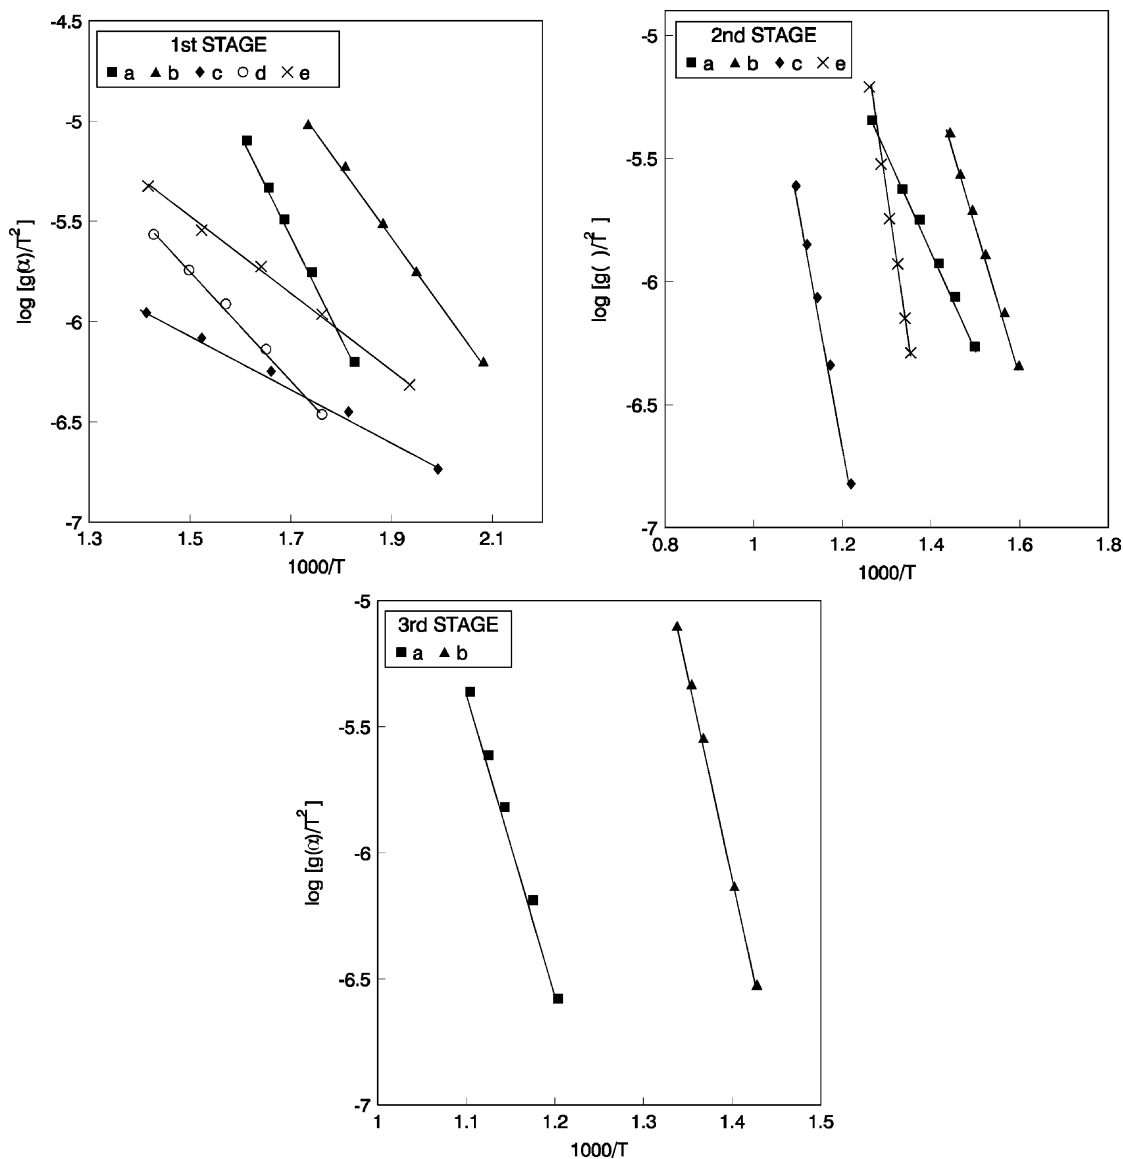 1st STAGE
a b c d e
-4.5
-5
-5.5
-6
-6.5
-7
log [g(α)/T²]
1.3 1.5 1.7 1.9 2.1
1000/T
2nd STAGE
a b c e
-5
-5.5
-6
-6.5
-7
log [g( )/T²]
0.8 1 1.2 1.4 1.6 1.8
1000/T
3rd STAGE
a b
-5
-5.5
-6
-6.5
-7
log [g(α)/T²]
1 1.1 1.2 1.3 1.4 1.5
1000/T